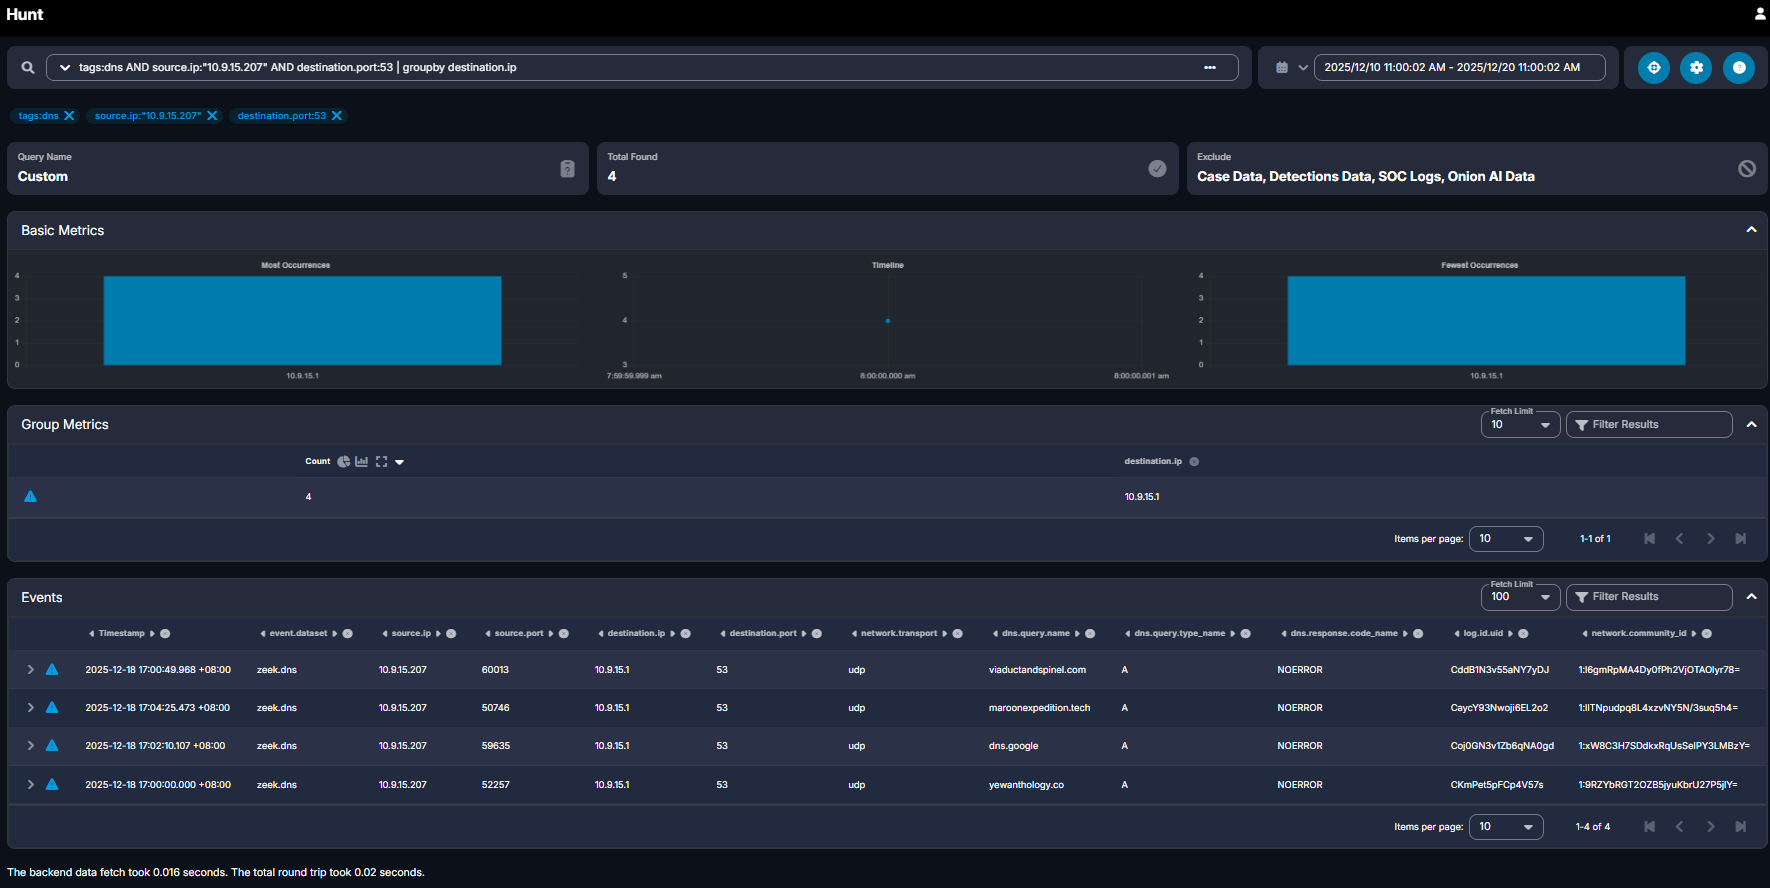 Hunt
tags:dns AND source.ip:"10.9.15.207" AND destination.port:53 | groupby destination.ip
2025/12/10 11:00:02 AM - 2025/12/20 11:00:02 AM
tags:dns source.ip:"10.9.15.207" destination.port:53
Query Name
Custom
Total Found
4
Exclude
Case Data, Detections Data, SOC Logs, Onion AI Data
Basic Metrics
Most Occurrences
4
3
2
1
0
10.9.15.1
Timeline
5
4
3
7:59:59.999 am 8:00:00.000 am 8:00:00.001 am
Fewest Occurrences
4
3
2
1
0
10.9.15.1
Group Metrics
Fetch Limit
10
Filter Results
Count destination.ip
4 10.9.15.1
Items per page: 10 1-1 of 1
Events
Fetch Limit
100
Filter Results
Timestamp event.dataset source.ip source.port destination.ip destination.port network.transport dns.query.name dns.query.type_name dns.response.code_name log.id.uid network.community_id
2025-12-18 17:00:49.968 +08:00 zeek.dns 10.9.15.207 60013 10.9.15.1 53 udp viaductandspinel.com A NOERROR CddB1N3v55aNY7yDJ 1:l6gmRpMA4Dy0fPh2VjOTAOlyr78=
2025-12-18 17:04:25.473 +08:00 zeek.dns 10.9.15.207 50746 10.9.15.1 53 udp maroonexpedition.tech A NOERROR CaycY93Nwoji6EL2o2 1:lITNpudpq8L4xzvNY5N/3suq5h4=
2025-12-18 17:02:10.107 +08:00 zeek.dns 10.9.15.207 59635 10.9.15.1 53 udp dns.google A NOERROR Coj0GN3v1Zb6qNA0gd 1:xW8C3H7SDdkxRqUsSelPY3LMBzY=
2025-12-18 17:00:00.000 +08:00 zeek.dns 10.9.15.207 52257 10.9.15.1 53 udp yewanthology.co A NOERROR CKmPet5pFCp4V57s 1:9RZYbRGT2OZB5jyuKbrU27P5jlY=
Items per page: 10 1-4 of 4
The backend data fetch took 0.016 seconds. The total round trip took 0.02 seconds.